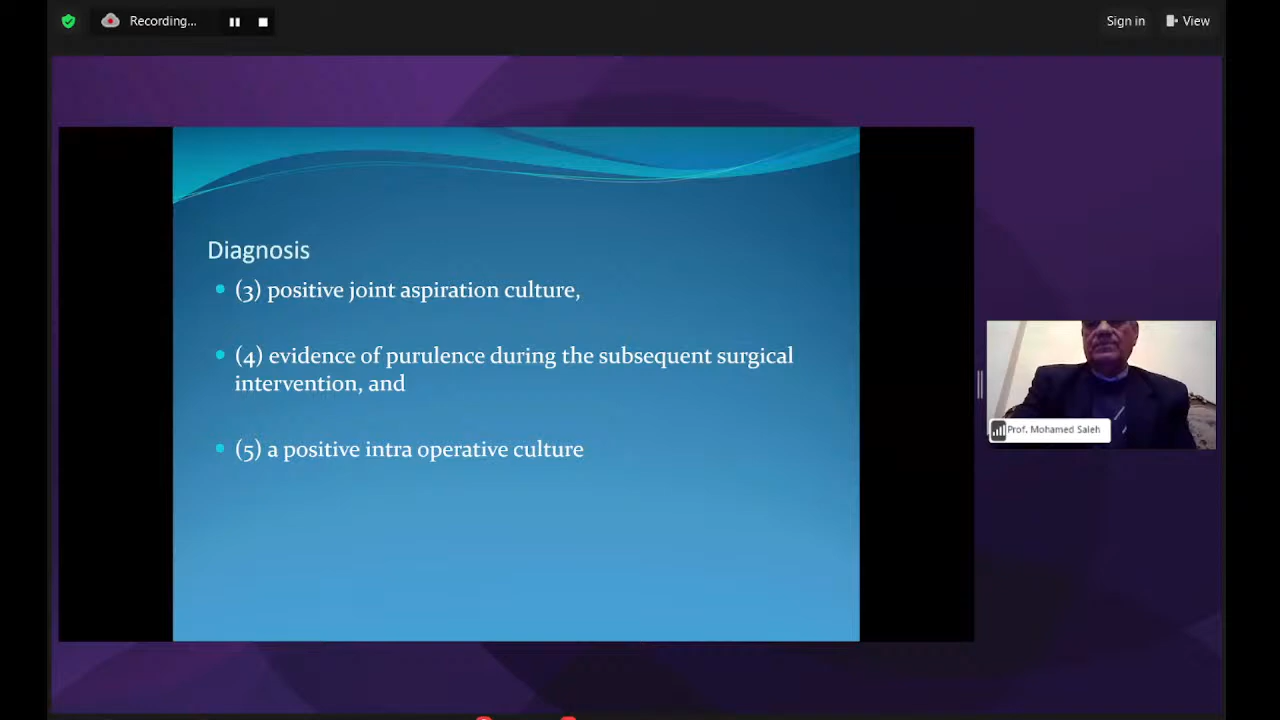 Recording...
Sign in
View
Diagnosis
(3) positive joint aspiration culture,
(4) evidence of purulence during the subsequent surgical
intervention, and
(5) a positive intra operative culture
Prof. Mohamed Saleh